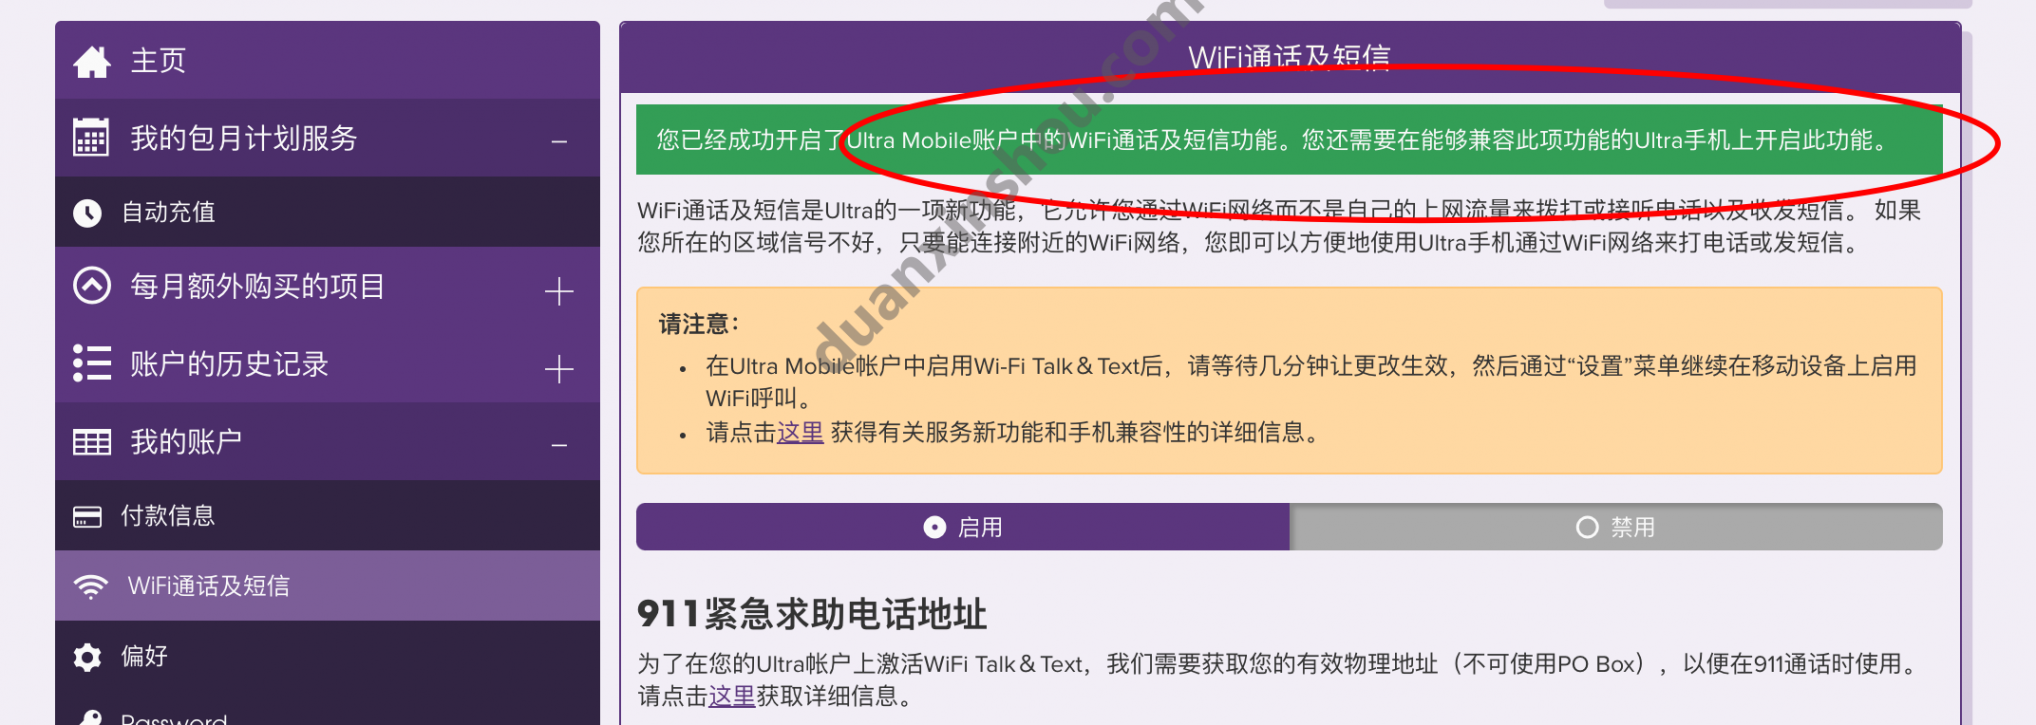 主页
我的包月计划服务
自动充值
每月额外购买的项目
账户的历史记录
我的账户
付款信息
WiFi通话及短信
偏好
Password
WiFi通话及短信
您已经成功开启了Ultra Mobile账户中的WiFi通话及短信功能。您还需要在能够兼容此项功能的Ultra手机上开启此功能。
WiFi通话及短信是Ultra的一项新功能，它允许您通过WiFi网络而不是自己的上网流量来拨打或接听电话以及收发短信。 如果
您所在的区域信号不好，只要能连接附近的WiFi网络，您即可以方便地使用Ultra手机通过WiFi网络来打电话或发短信。
请注意：
• 在Ultra Mobile帐户中启用Wi-Fi Talk & Text后，请等待几分钟让更改生效，然后通过“设置”菜单继续在移动设备上启用
WiFi呼叫。
• 请点击这里 获得有关服务新功能和手机兼容性的详细信息。
启用
禁用
911紧急求助电话地址
为了在您的Ultra帐户上激活WiFi Talk & Text，我们需要获取您的有效物理地址（不可使用PO Box），以便在911通话时使用。
请点击这里获取详细信息。
duanxinshou.com